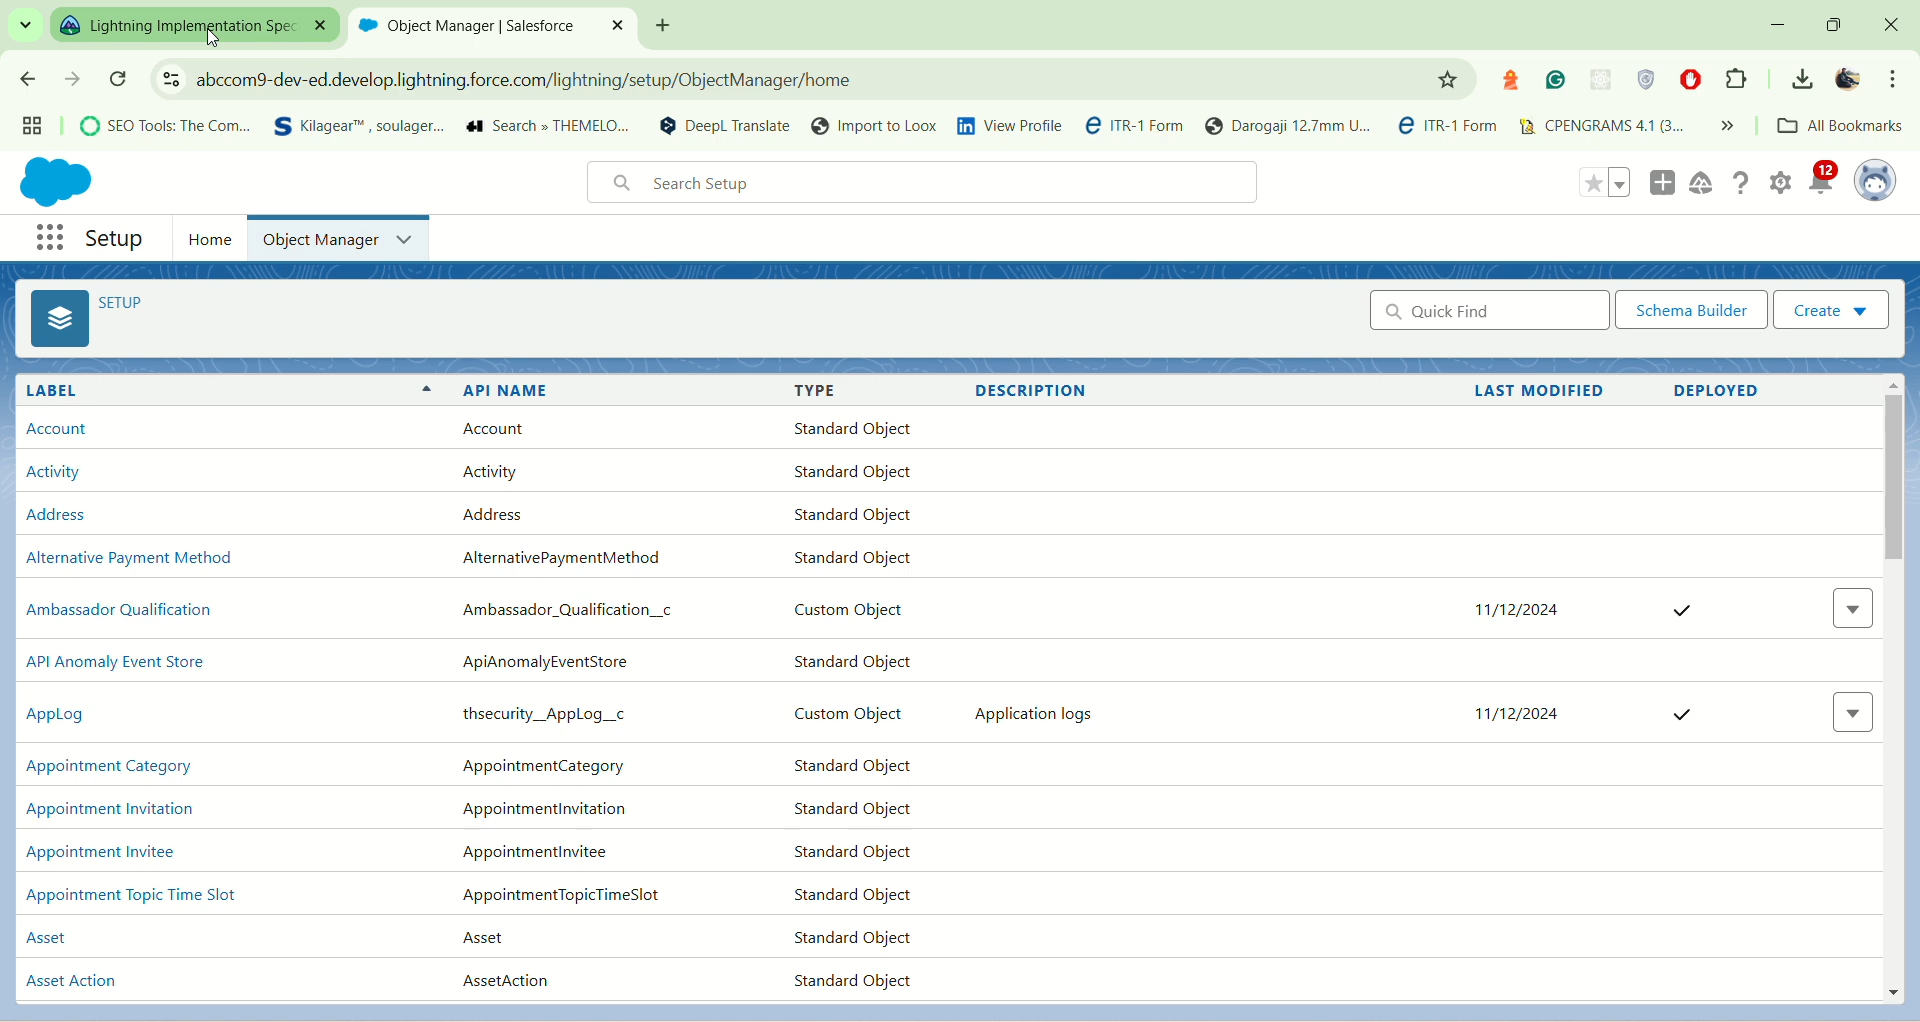 Lightning Implementation Spec
Object Manager | Salesforce
abccom9-dev-ed.develop.lightning.force.com/lightning/setup/ObjectManager/home
SEO Tools: The Com... Kilagear™ , soulager... Search » THEMELO... DeepL Translate Import to Loox View Profile ITR-1 Form Darogaji 12.7mm U... ITR-1 Form CPENGRAMS 4.1 (3... » All Bookmarks
Search Setup
12
Setup Home Object Manager
SETUP
Quick Find Schema Builder Create
LABEL API NAME TYPE DESCRIPTION LAST MODIFIED DEPLOYED
Account Account Standard Object
Activity Activity Standard Object
Address Address Standard Object
Alternative Payment Method AlternativePaymentMethod Standard Object
Ambassador Qualification Ambassador_Qualification__c Custom Object 11/12/2024
API Anomaly Event Store ApiAnomalyEventStore Standard Object
AppLog thsecurity__AppLog__c Custom Object Application logs 11/12/2024
Appointment Category AppointmentCategory Standard Object
Appointment Invitation AppointmentInvitation Standard Object
Appointment Invitee AppointmentInvitee Standard Object
Appointment Topic Time Slot AppointmentTopicTimeSlot Standard Object
Asset Asset Standard Object
Asset Action AssetAction Standard Object